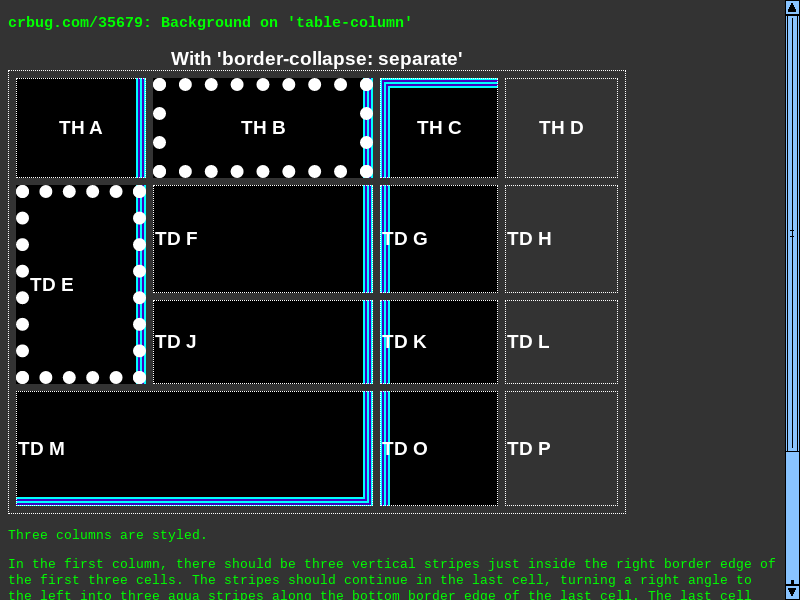 crbug.com/35679: Background on 'table-column'
With 'border-collapse: separate'
TH A TH B TH C TH D
TD E TD F TD G TD H
TD J TD K TD L
TD M TD O TD P
Three columns are styled.
In the first column, there should be three vertical stripes just inside the right border edge of
the first three cells. The stripes should continue in the last cell, turning a right angle to
the left into three aqua stripes along the bottom border edge of the last cell. The last cell